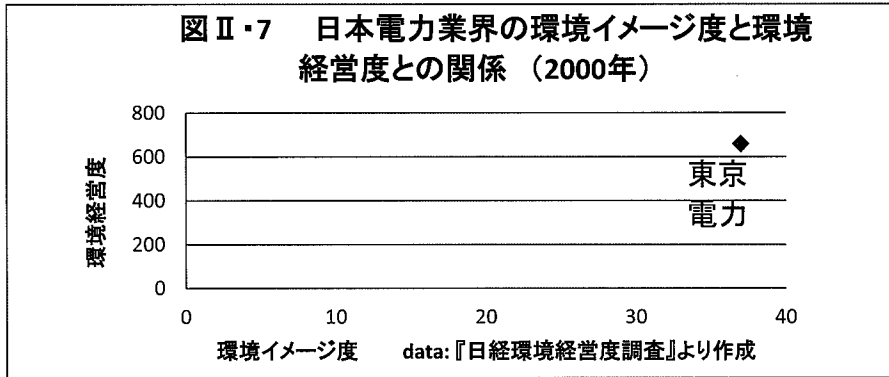 図Ⅱ・7 日本電力業界の環境イメージ度と環境
経営度との関係 （2000年）
環境経営度
800
600
400
200
0
東京
電力
0 10 20 30 40
環境イメージ度 data:『日経環境経営度調査』より作成